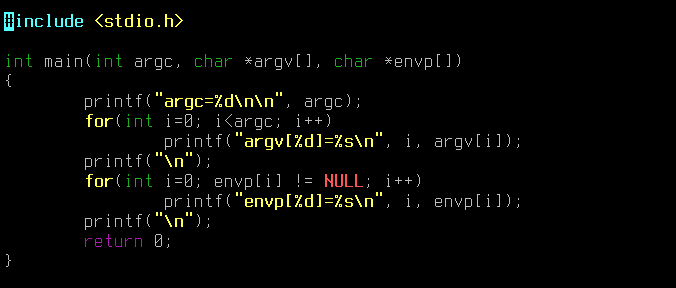 #include <stdio.h>

int main(int argc, char *argv[], char *envp[])
{
        printf("argc=%d\n\n", argc);
        for(int i=0; i<argc; i++)
                printf("argv[%d]=%s\n", i, argv[i]);
        printf("\n");
        for(int i=0; envp[i] != NULL; i++)
                printf("envp[%d]=%s\n", i, envp[i]);
        printf("\n");
        return 0;
}